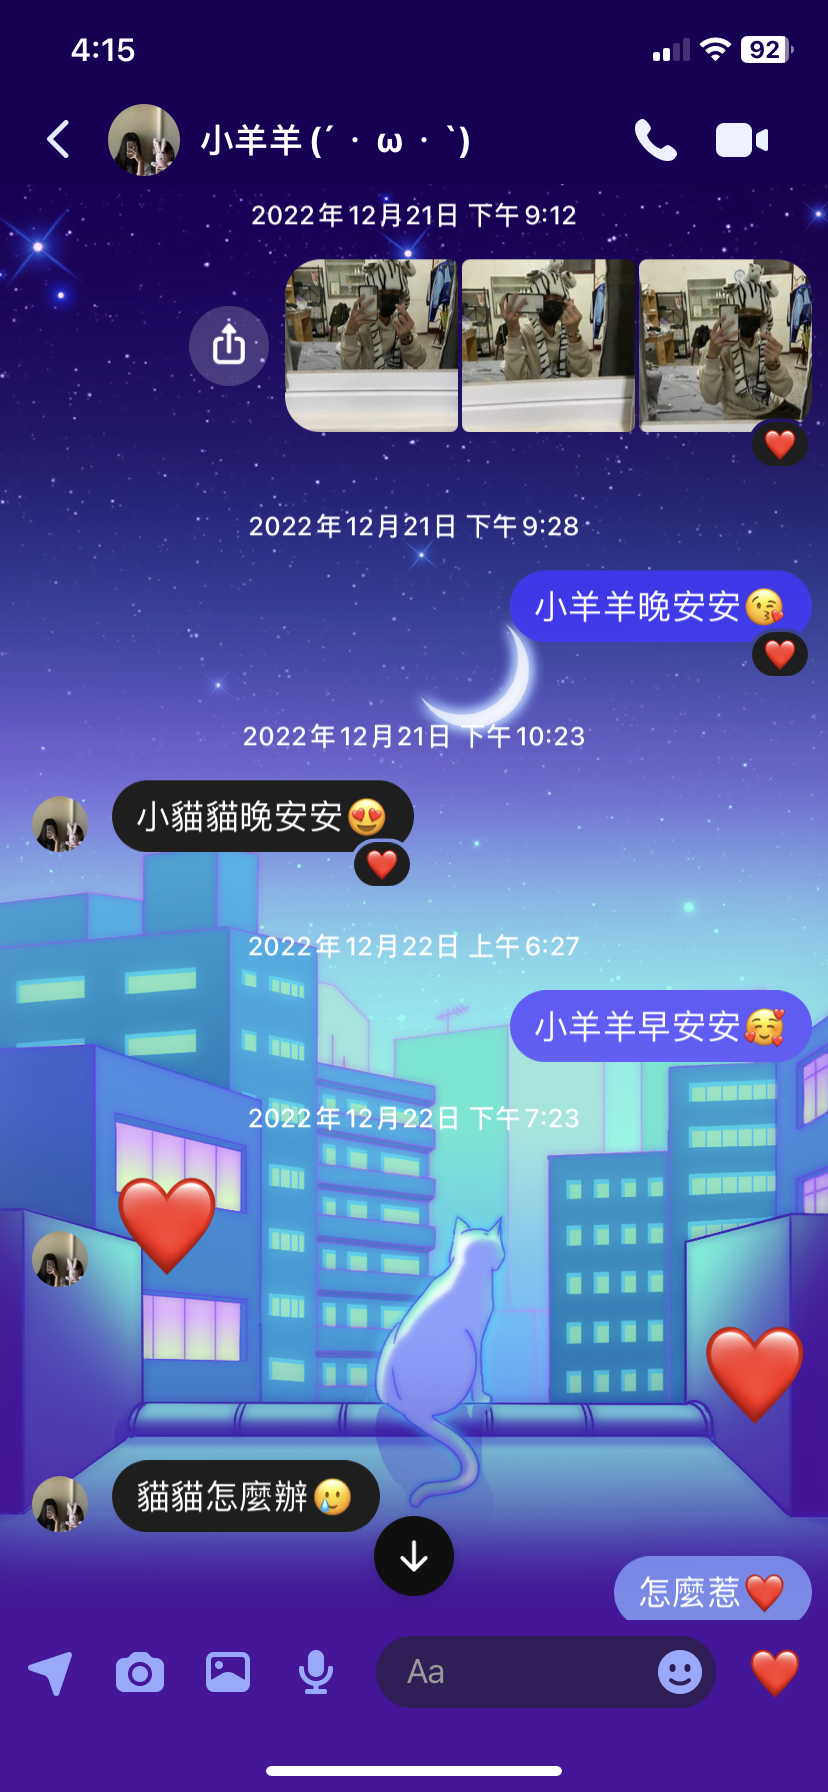 4:15
92
小羊羊 (´・ω・`)
2022年12月21日 下午9:12
2022年12月21日 下午9:28
小羊羊晚安安😘
2022年12月21日 下午10:23
小貓貓晚安安😍
2022年12月22日 上午6:27
小羊羊早安安🥰
2022年12月22日 下午7:23
貓貓怎麼辦🥲
怎麼惹❤️
Aa